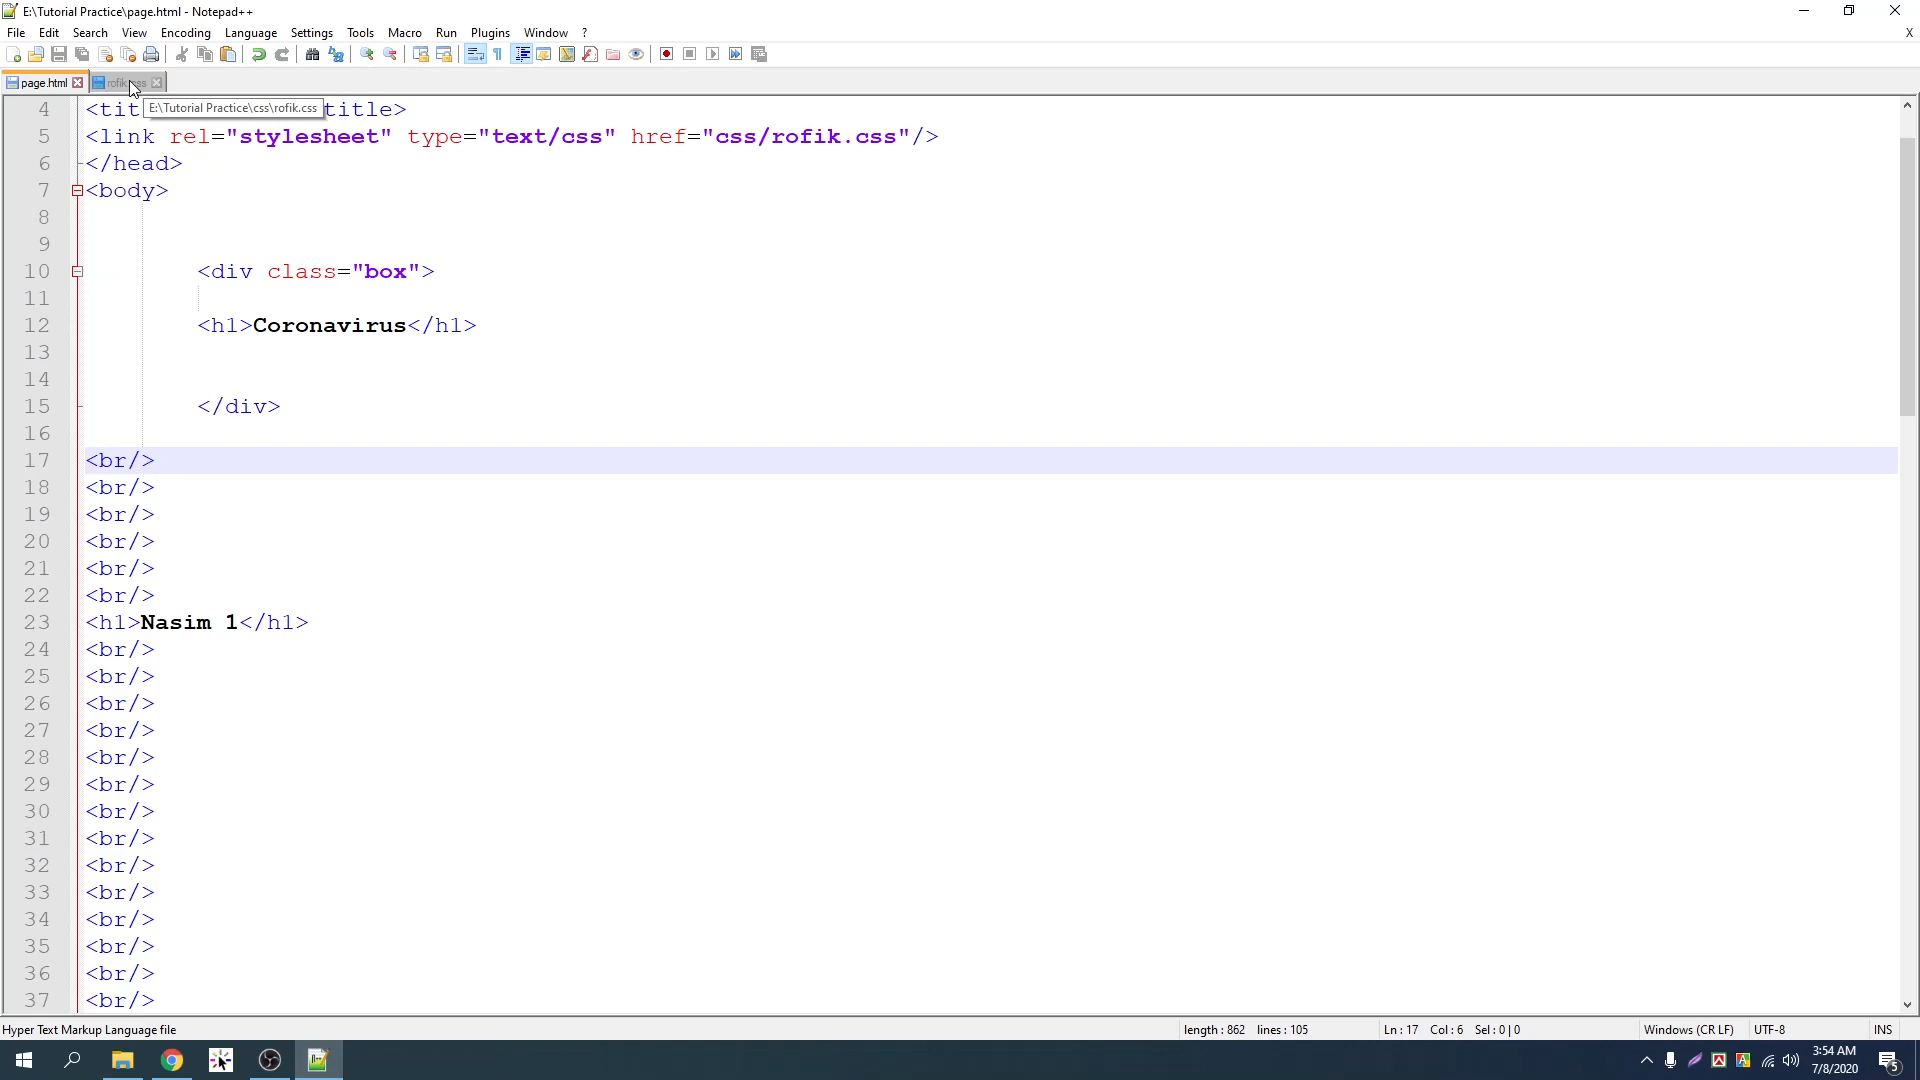 E:\Tutorial Practice\page.html - Notepad++
File Edit Search View Encoding Language Settings Tools Macro Run Plugins Window ? X
page.html
E:\Tutorial Practice\css\rofik.css
4 <tit title>
5 <link rel="stylesheet" type="text/css" href="css/rofik.css"/>
6 </head>
7 <body>
8
9
10 <div class="box">
11
12 <h1>Coronavirus</h1>
13
14
15 </div>
16
17 <br/>
18 <br/>
19 <br/>
20 <br/>
21 <br/>
22 <br/>
23 <h1>Nasim 1</h1>
24 <br/>
25 <br/>
26 <br/>
27 <br/>
28 <br/>
29 <br/>
30 <br/>
31 <br/>
32 <br/>
33 <br/>
34 <br/>
35 <br/>
36 <br/>
37 <br/>
Hyper Text Markup Language file length : 862 lines : 105 Ln : 17 Col : 6 Sel : 0 | 0 Windows (CR LF) UTF-8 INS
3:54 AM
7/8/2020
5